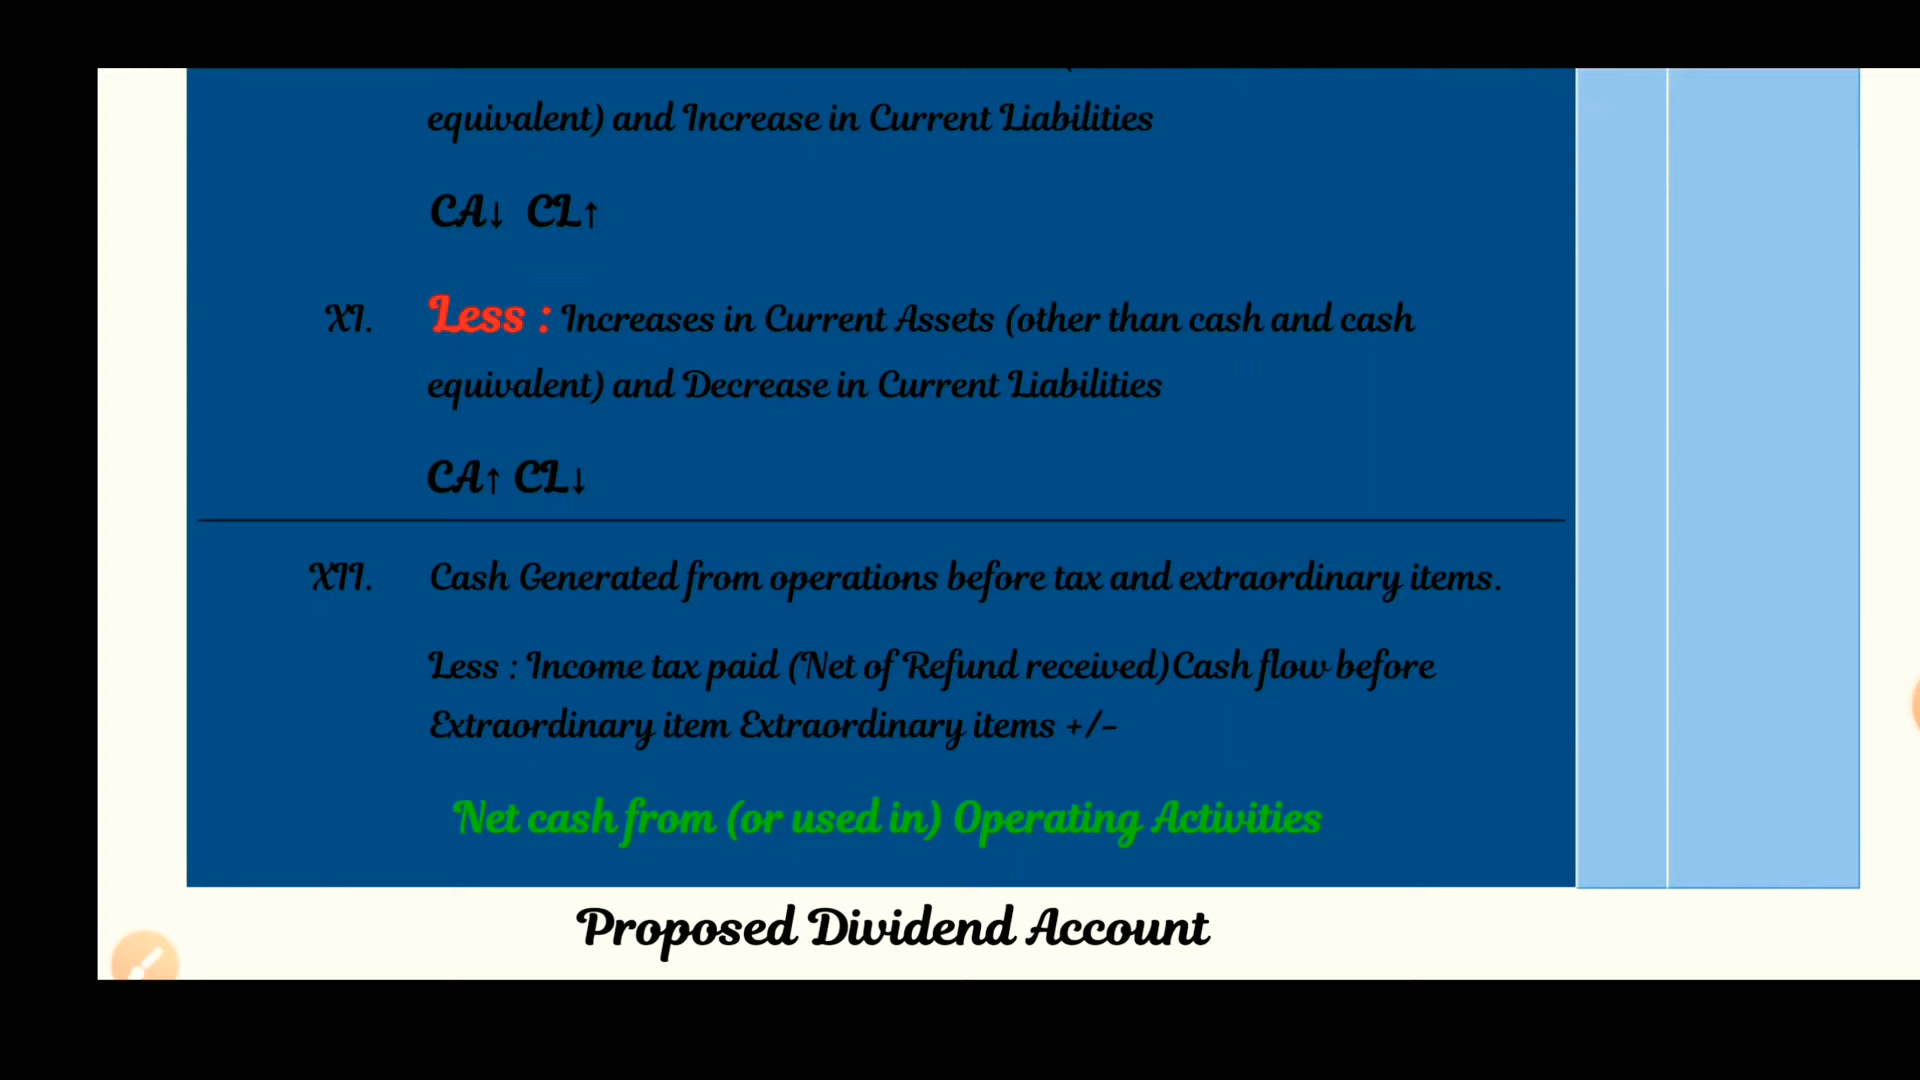 equivalent) and Increase in Current Liabilities
CA↓ CL↑
XI. Less : Increases in Current Assets (other than cash and cash
equivalent) and Decrease in Current Liabilities
CA↑ CL↓
XII. Cash Generated from operations before tax and extraordinary items.
Less : Income tax paid (Net of Refund received)Cash flow before
Extraordinary item Extraordinary items +/-
Net cash from (or used in) Operating Activities
Proposed Dividend Account